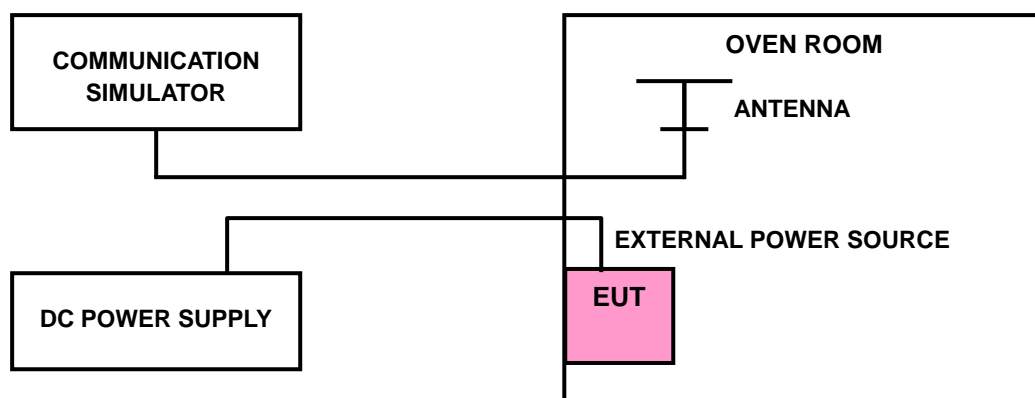 COMMUNICATION
SIMULATOR
OVEN ROOM
ANTENNA
EXTERNAL POWER SOURCE
DC POWER SUPPLY
EUT